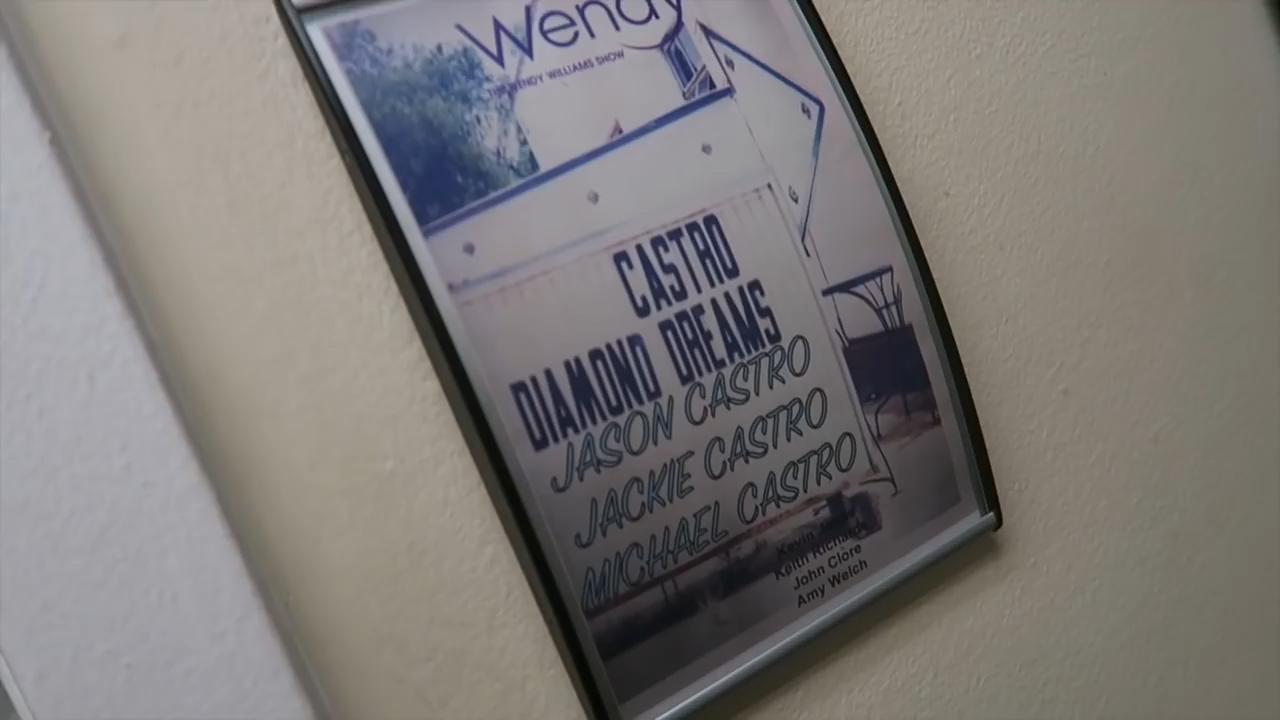 Wendy
THE WENDY WILLIAMS SHOW
CASTRO
DIAMOND DREAMS
JASON CASTRO
JACKIE CASTRO
MICHAEL CASTRO
Kevin
Keith Richards
John Clore
Amy Welch